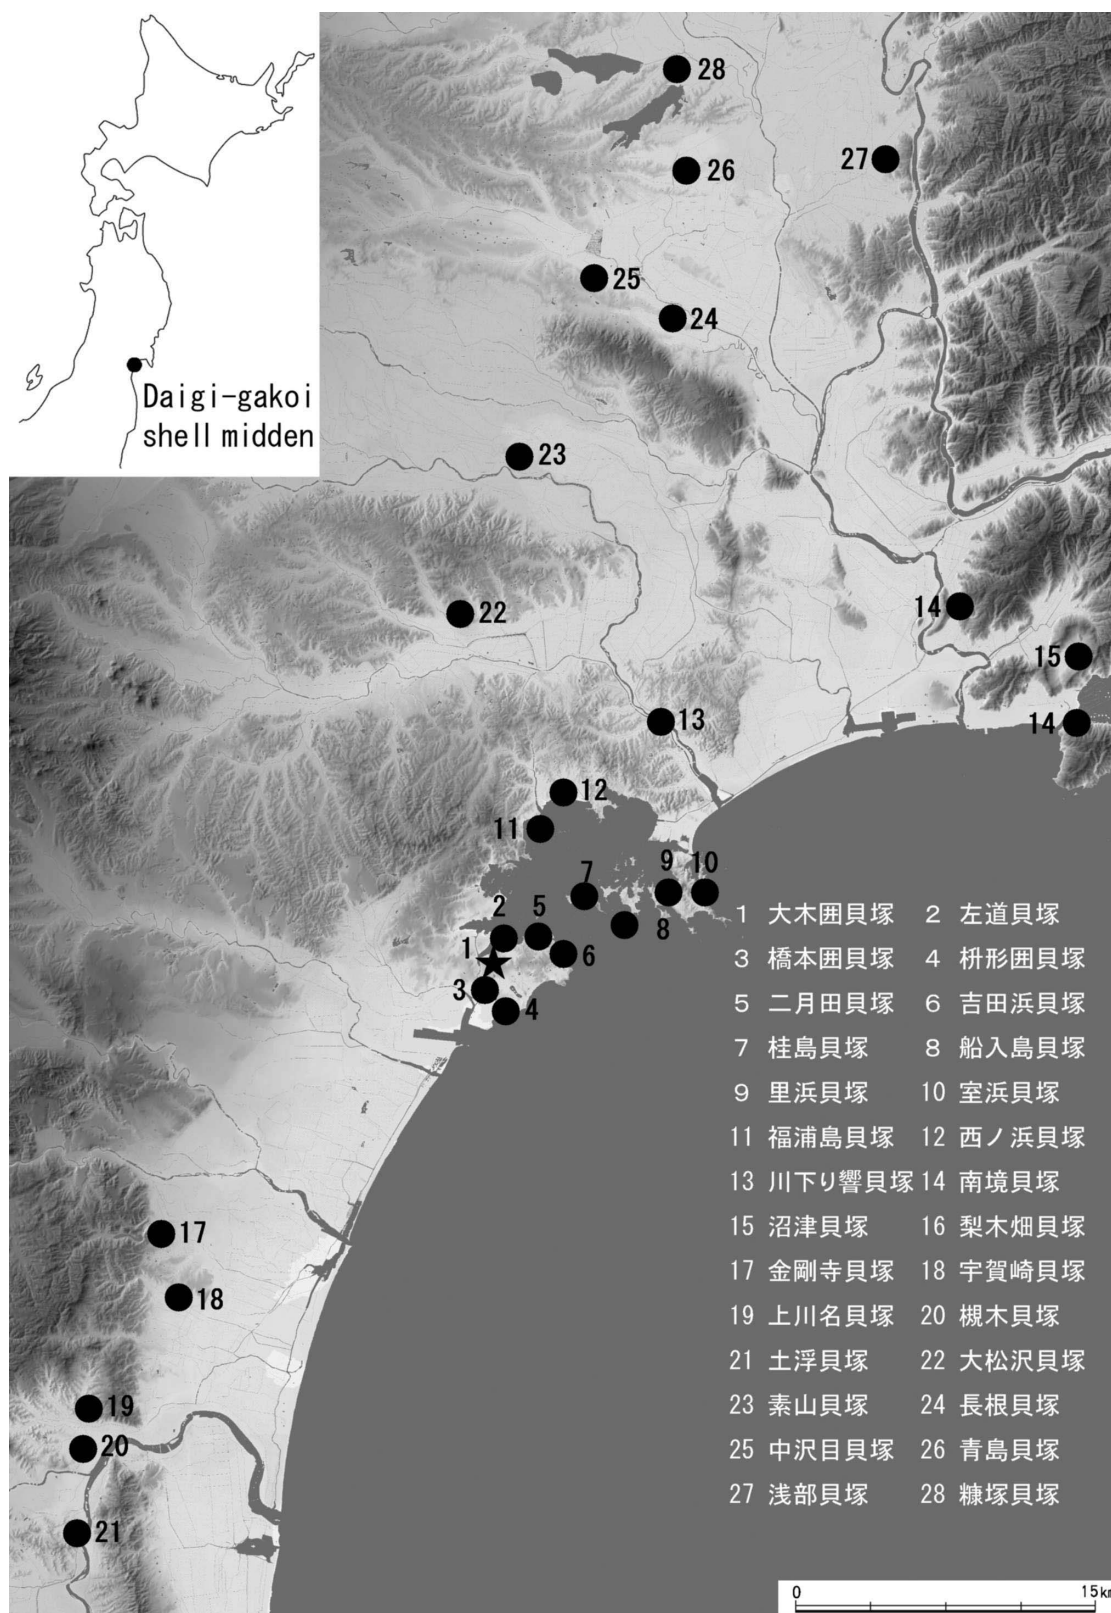 28
27
26
25
24
Daigi-gakoi
shell midden
23
22
14
15
14
13
12
11
7
9
10
2
5
8
1
6
3
4
1 大木囲貝塚 2 左道貝塚
3 橋本囲貝塚 4 枡形囲貝塚
5 二月田貝塚 6 吉田浜貝塚
7 桂島貝塚 8 船入島貝塚
9 里浜貝塚 10 室浜貝塚
11 福浦島貝塚 12 西ノ浜貝塚
13 川下り響貝塚 14 南境貝塚
15 沼津貝塚 16 梨木畑貝塚
17 金剛寺貝塚 18 宇賀崎貝塚
19 上川名貝塚 20 槻木貝塚
21 土浮貝塚 22 大松沢貝塚
23 素山貝塚 24 長根貝塚
25 中沢目貝塚 26 青島貝塚
27 浅部貝塚 28 糠塚貝塚
17
18
19
20
21
0 15km